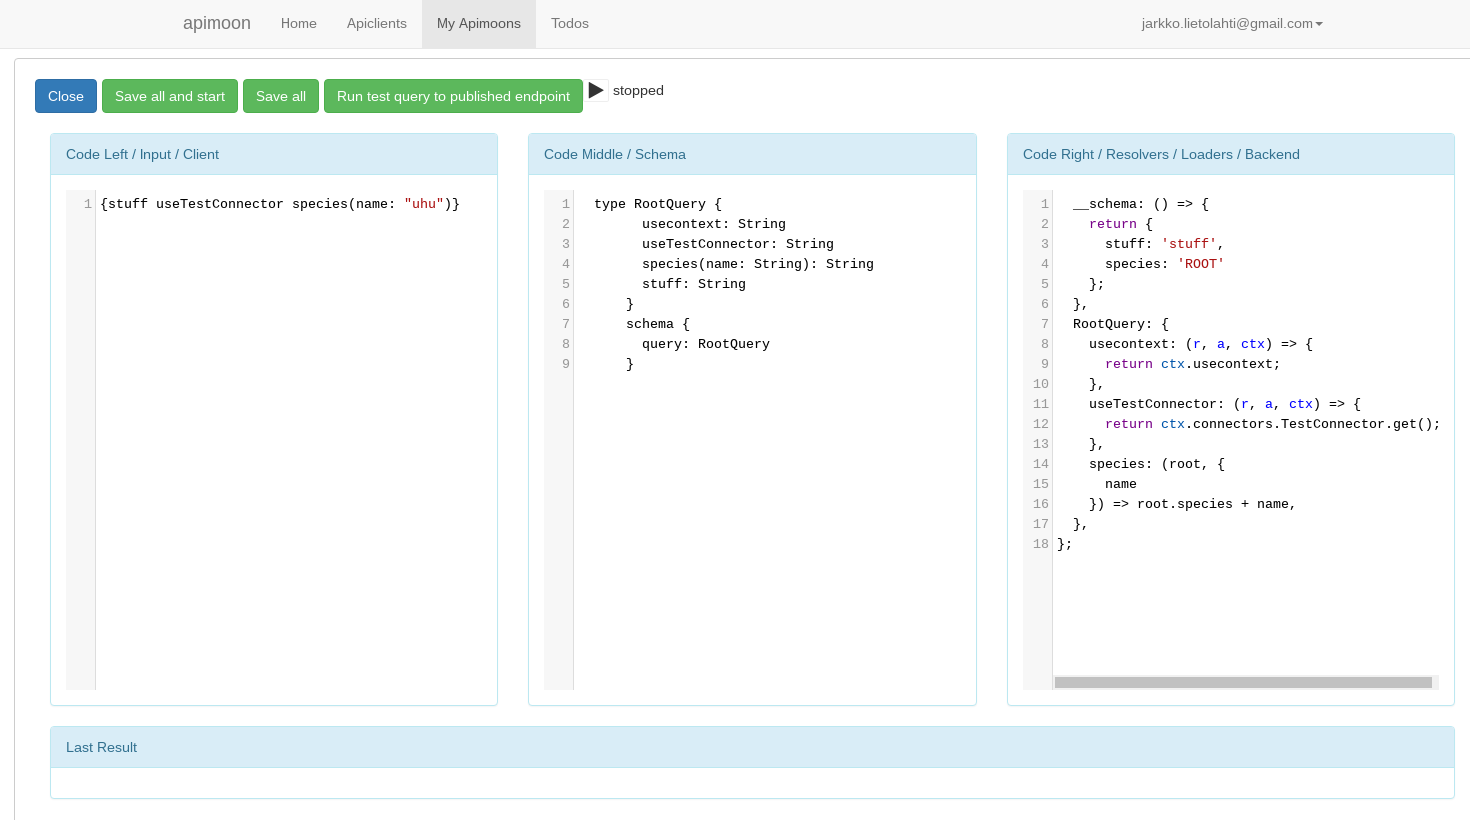 apimoon Home Apiclients My Apimoons Todos jarkko.lietolahti@gmail.com
Close Save all and start Save all Run test query to published endpoint stopped
Code Left / Input / Client
1 {stuff useTestConnector species(name: "uhu")}
Code Middle / Schema
1 type RootQuery {
2 usecontext: String
3 useTestConnector: String
4 species(name: String): String
5 stuff: String
6 }
7 schema {
8 query: RootQuery
9 }
Code Right / Resolvers / Loaders / Backend
1 __schema: () => {
2 return {
3 stuff: 'stuff',
4 species: 'ROOT'
5 };
6 },
7 RootQuery: {
8 usecontext: (r, a, ctx) => {
9 return ctx.usecontext;
10 },
11 useTestConnector: (r, a, ctx) => {
12 return ctx.connectors.TestConnector.get();
13 },
14 species: (root, {
15 name
16 }) => root.species + name,
17 },
18 };
Last Result